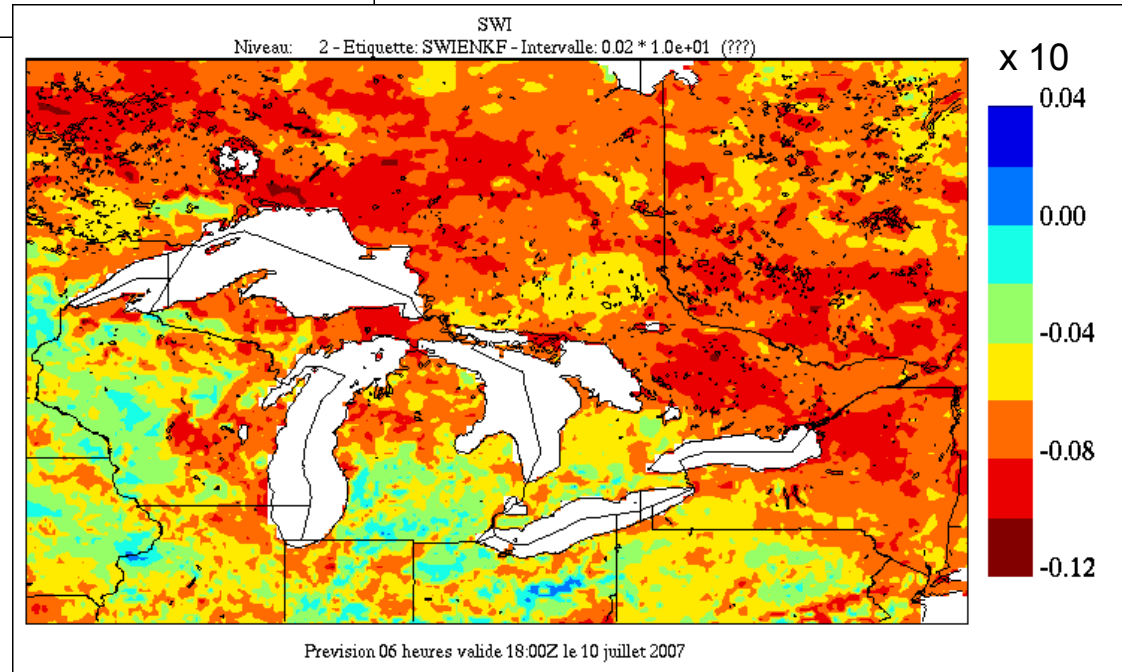 SWI
Niveau: 2 - Etiquette: SWIENKF - Intervalle: 0.02 * 1.0e+01 (???)
x 10
0.04
0.00
-0.04
-0.08
-0.12
Prevision 06 heures valide 18:00Z le 10 juillet 2007